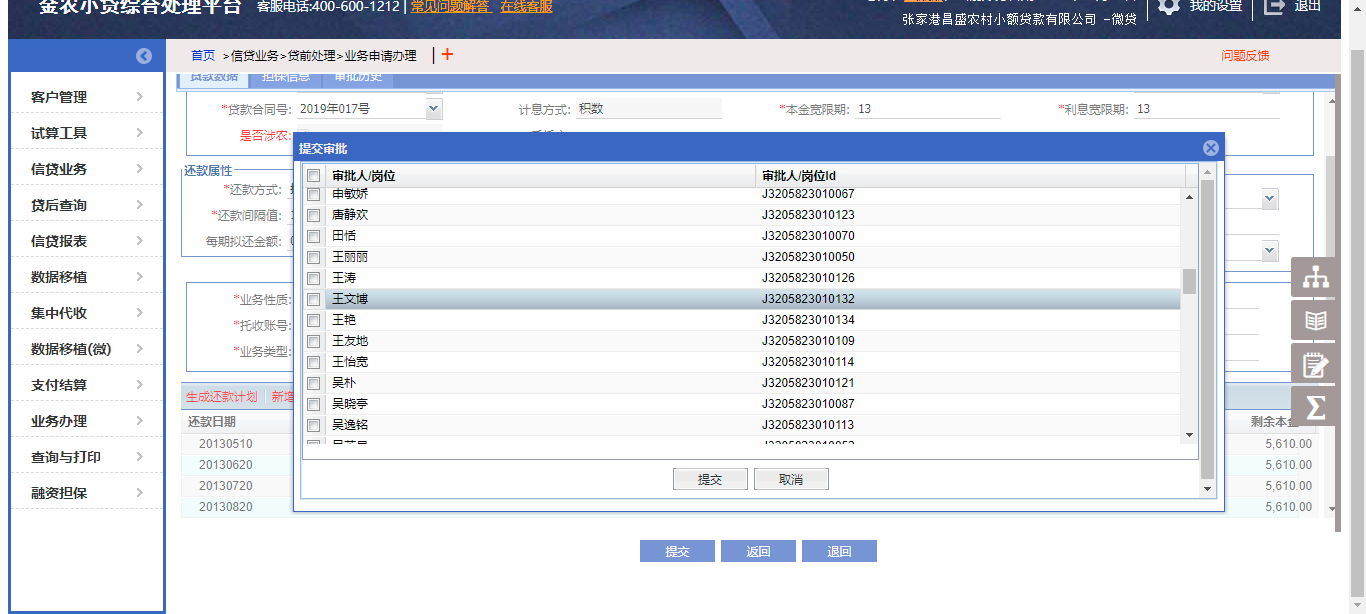 金农小贷综合处理平台 客服电话:400-600-1212 | 常见问题解答 在线客服
张家港昌盛农村小额贷款有限公司 -微贷
我的设置
退出
首页 >信贷业务>贷前处理>业务申请办理
问题反馈
客户管理
试算工具
信贷业务
贷后查询
信贷报表
数据移植
集中代收
数据移植(微)
支付结算
业务办理
查询与打印
融资担保
贷款数据 担保信息 审批历史
*贷款合同号: 2019年017号 计息方式: 积数 *本金宽限期: 13 *利息宽限期: 13
是否涉农:
还款属性
*还款方式:
*还款间隔值:
每期拟还金额:
*业务性质:
*托收账号:
*业务类型:
提交审批
审批人/岗位 审批人/岗位Id
申敏娇 J3205823010067
唐静欢 J3205823010123
田恬 J3205823010070
王丽丽 J3205823010050
王涛 J3205823010126
王文博 J3205823010132
王艳 J3205823010134
王友地 J3205823010109
王怡宽 J3205823010114
吴朴 J3205823010121
吴晓亭 J3205823010087
吴逸铭 J3205823010113
提交 取消
生成还款计划 新增
还款日期 剩余本金
20130510 5,610.00
20130620 5,610.00
20130720 5,610.00
20130820 5,610.00
提交 返回 退回